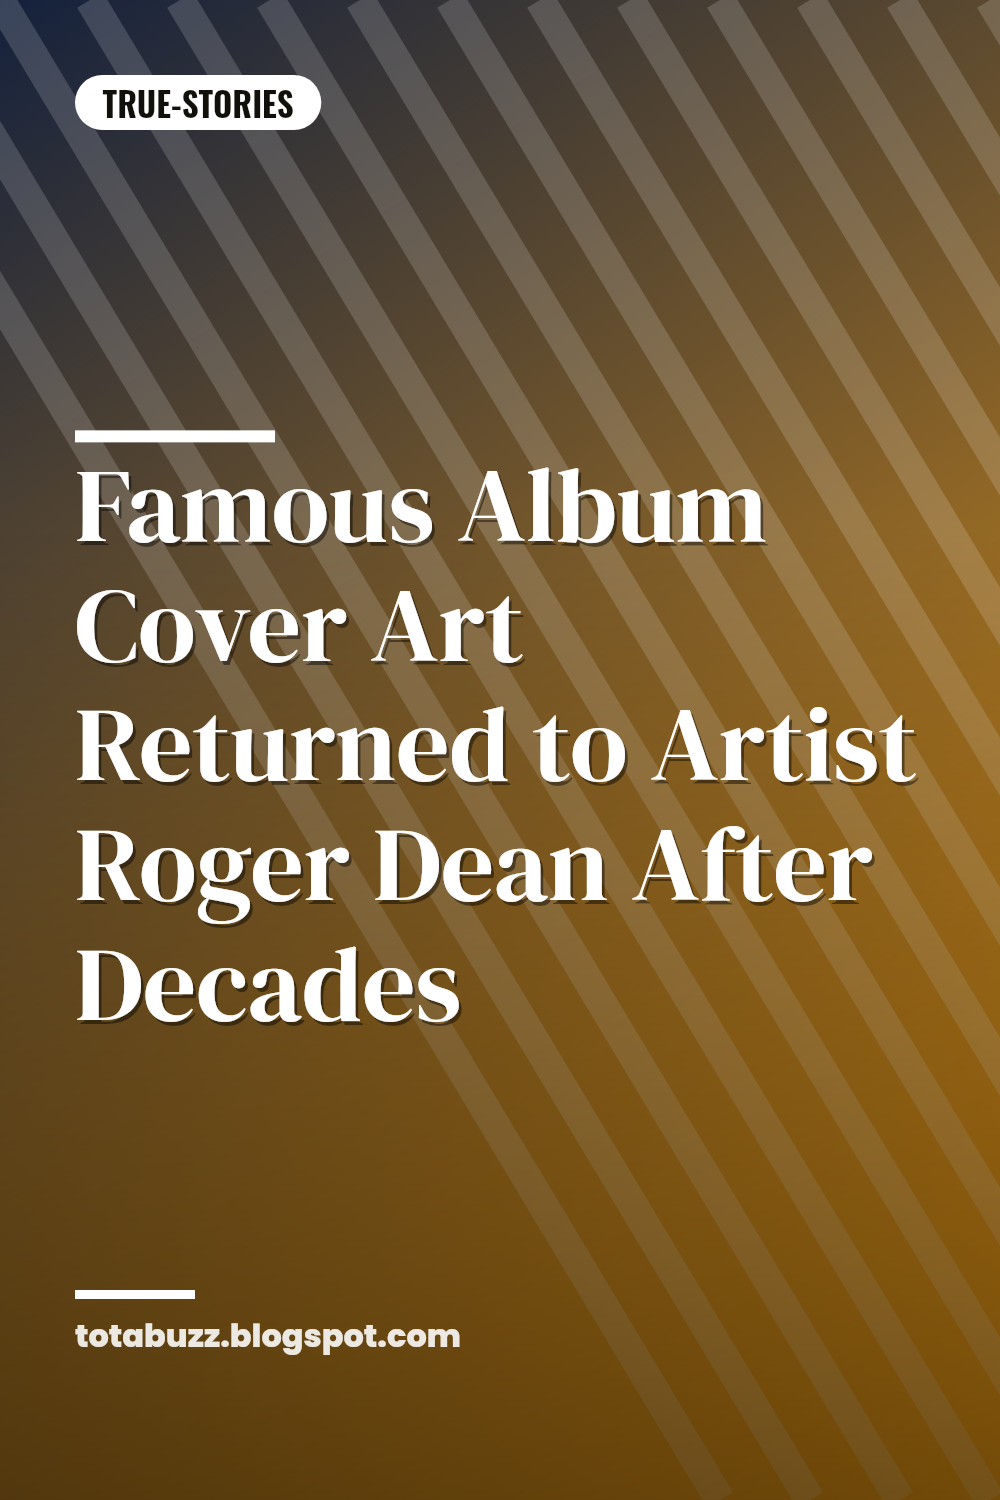 TRUE-STORIES
Famous Album
Cover Art
Returned to Artist
Roger Dean After
Decades
totabuzz.blogspot.com